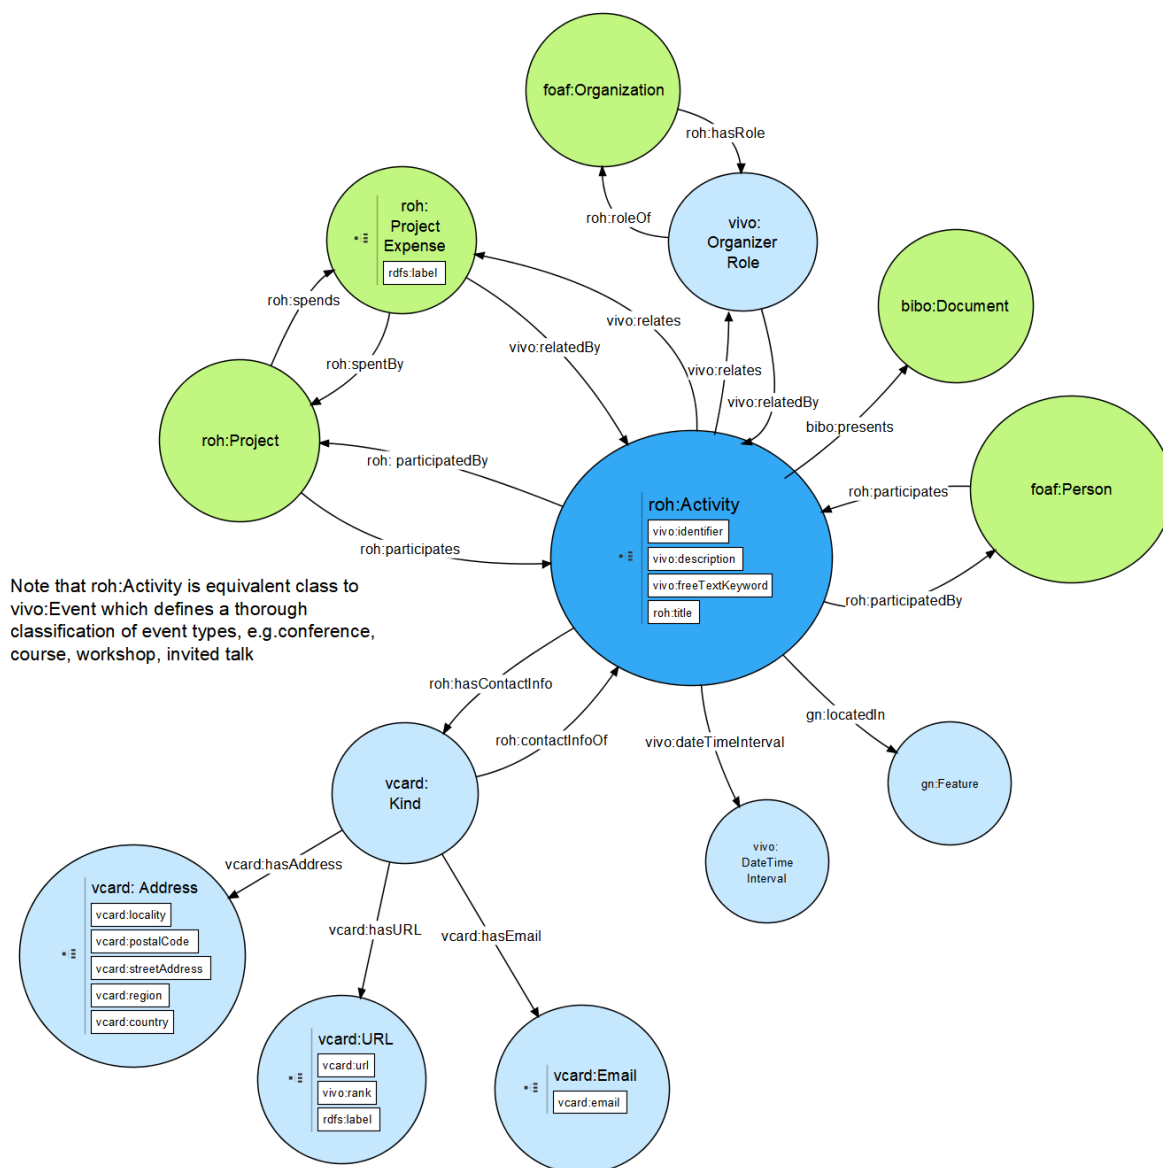 foaf:Organization
roh:hasRole
roh:roleOf
vivo:
Organizer
Role
roh:
Project
Expense
rdfs:label
roh:spends
roh:spentBy
vivo:relatedBy
vivo:relates
vivo:relates
vivo:relatedBy
bibo:Document
bibo:presents
roh:Project
roh: participatedBy
roh:participates
foaf:Person
roh:participates
roh:participatedBy
roh:Activity
vivo:identifier
vivo:description
vivo:freeTextKeyword
roh:title
Note that roh:Activity is equivalent class to
vivo:Event which defines a thorough
classification of event types, e.g.conference,
course, workshop, invited talk
roh:hasContactInfo
roh:contactInfoOf
vivo:dateTimeInterval
gn:locatedIn
gn:Feature
vivo:
DateTime
Interval
vcard:
Kind
vcard:hasAddress
vcard:hasURL
vcard:hasEmail
vcard: Address
vcard:locality
vcard:postalCode
vcard:streetAddress
vcard:region
vcard:country
vcard:URL
vcard:url
vivo:rank
rdfs:label
vcard:Email
vcard:email